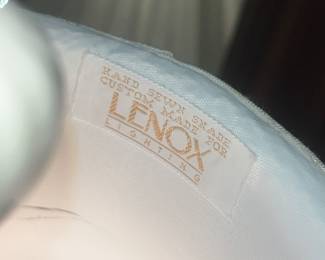 HAND SEWN SHADE
CUSTOM MADE FOR
LENOX
LIGHTING